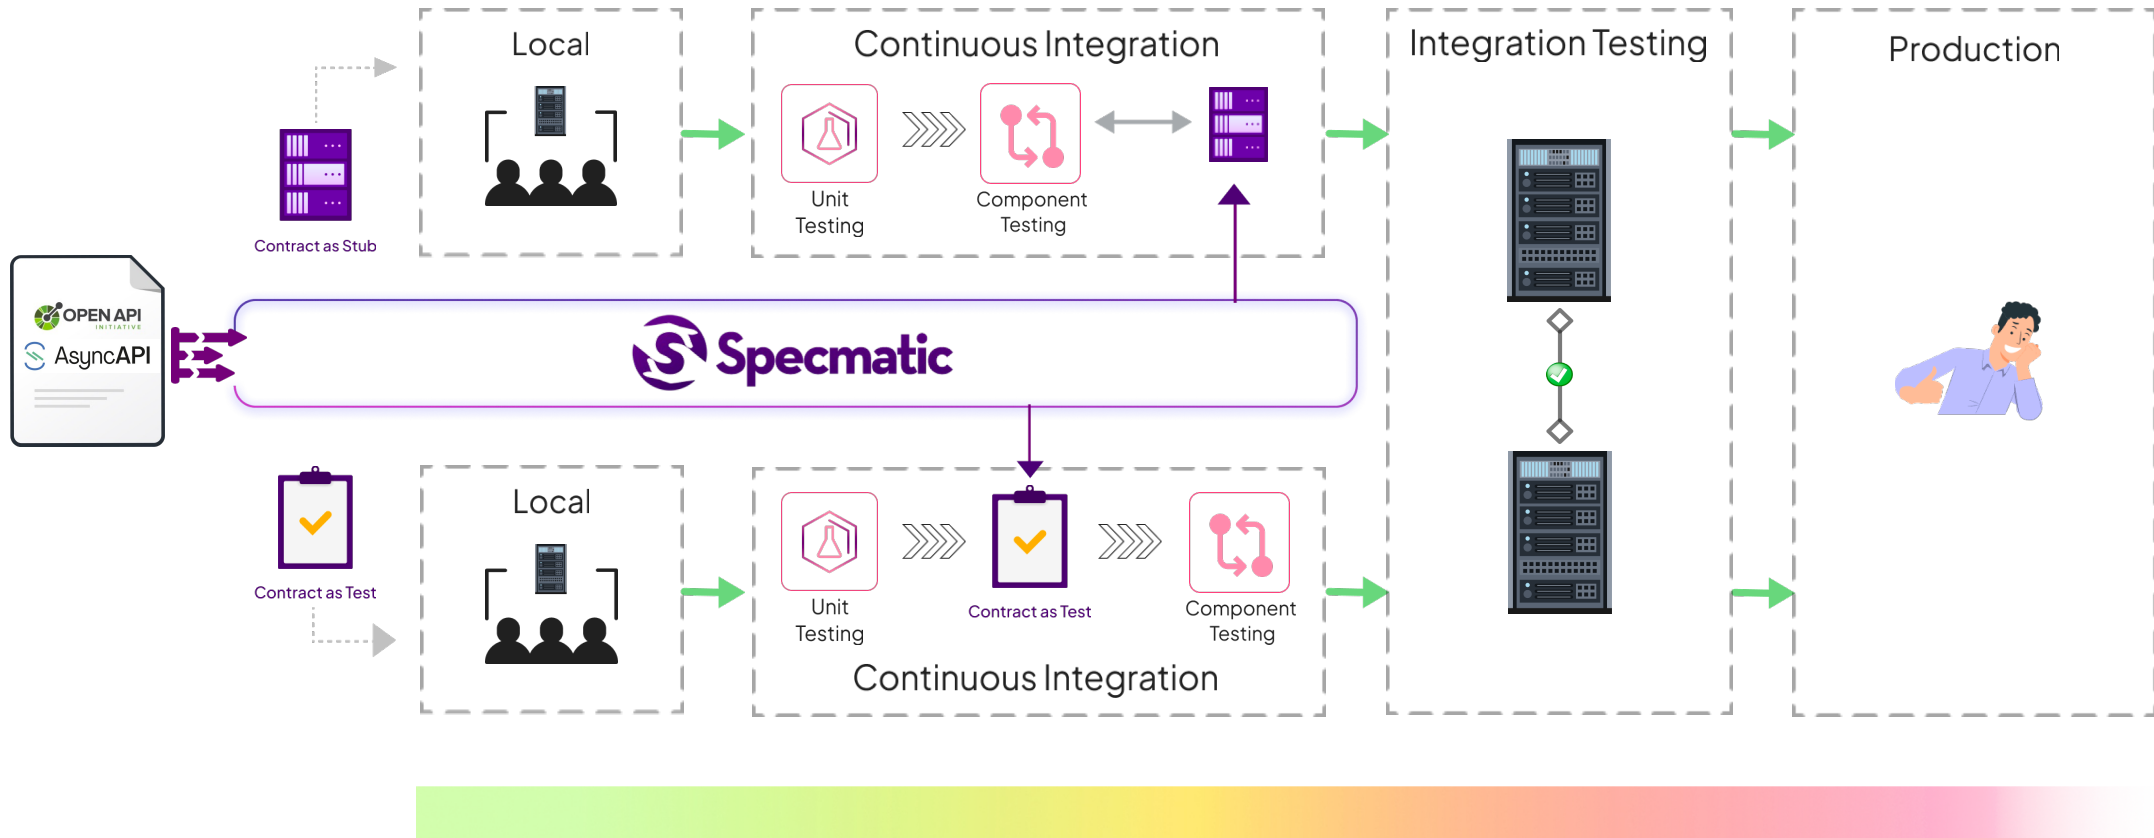 Local
Continuous Integration
Unit
Testing
Component
Testing
Integration Testing
Production
Contract as Stub
OPEN API
INITIATIVE
AsyncAPI
Specmatic
Contract as Test
Local
Unit
Testing
Contract as Test
Component
Testing
Continuous Integration